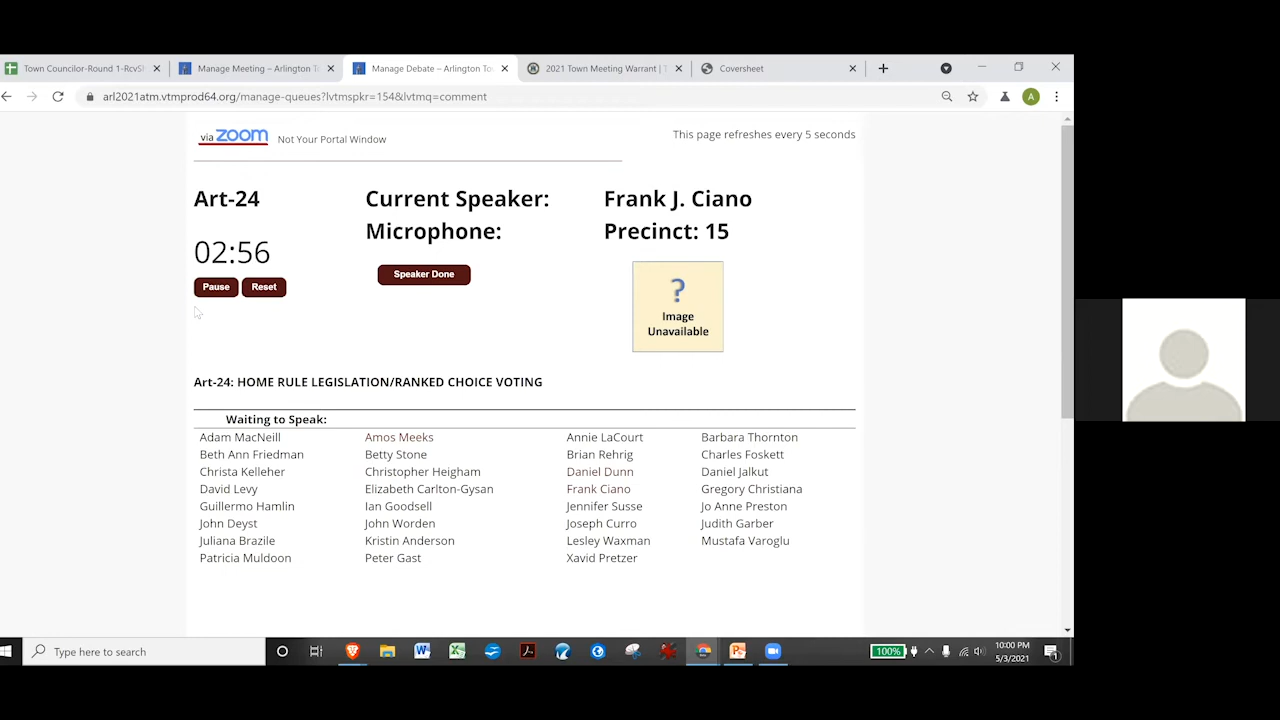 Town Councilor-Round 1-RcvSh
Manage Meeting – Arlington To
Manage Debate – Arlington To
2021 Town Meeting Warrant | T
Coversheet
arl2021atm.vtmprod64.org/manage-queues?lvtmspkr=154&lvtmq=comment
A
via zoom Not Your Portal Window
This page refreshes every 5 seconds
Art-24 Current Speaker: Frank J. Ciano
Microphone: Precinct: 15
02:56
Speaker Done
Pause Reset
?
Image
Unavailable
Art-24: HOME RULE LEGISLATION/RANKED CHOICE VOTING
Waiting to Speak:
Adam MacNeill Amos Meeks Annie LaCourt Barbara Thornton
Beth Ann Friedman Betty Stone Brian Rehrig Charles Foskett
Christa Kelleher Christopher Heigham Daniel Dunn Daniel Jalkut
David Levy Elizabeth Carlton-Gysan Frank Ciano Gregory Christiana
Guillermo Hamlin Ian Goodsell Jennifer Susse Jo Anne Preston
John Deyst John Worden Joseph Curro Judith Garber
Juliana Brazile Kristin Anderson Lesley Waxman Mustafa Varoglu
Patricia Muldoon Peter Gast Xavid Pretzer
Type here to search
100%
10:00 PM
5/3/2021